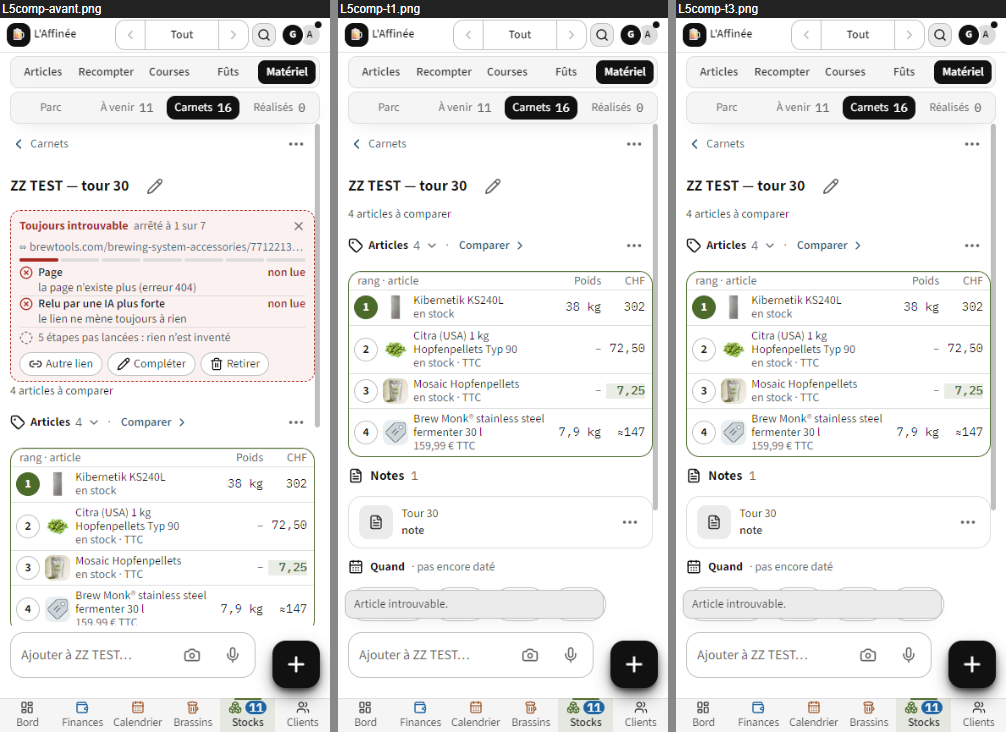 L5comp-avant.png
L'Affinée
Tout
G A
Articles Recompter Courses Fûts Matériel
Parc À venir 11 Carnets 16 Réalisés 0
Carnets
ZZ TEST — tour 30
Toujours introuvable arrêté à 1 sur 7
brewtools.com/brewing-system-accessories/7712213...
Page non lue
la page n'existe plus (erreur 404)
Relu par une IA plus forte non lue
le lien ne mène toujours à rien
5 étapes pas lancées : rien n'est inventé
Autre lien Compléter Retirer
4 articles à comparer
Articles 4 · Comparer
rang · article Poids CHF
1 Kibernetik KS240L 38 kg 302
en stock
Citra (USA) 1 kg
2 Hopfenpellets Typ 90 – 72,50
en stock · TTC
3 Mosaic Hopfenpellets – 7,25
en stock · TTC
Brew Monk® stainless steel
4 fermenter 30 l 7,9 kg ≈147
159,99 € TTC
Ajouter à ZZ TEST...
Bord Finances Calendrier Brassins Stocks 11 Clients
L5comp-t1.png
L'Affinée
Tout
G A
Articles Recompter Courses Fûts Matériel
Parc À venir 11 Carnets 16 Réalisés 0
Carnets
ZZ TEST — tour 30
4 articles à comparer
Articles 4 · Comparer
rang · article Poids CHF
1 Kibernetik KS240L 38 kg 302
en stock
Citra (USA) 1 kg
2 Hopfenpellets Typ 90 – 72,50
en stock · TTC
3 Mosaic Hopfenpellets – 7,25
en stock · TTC
Brew Monk® stainless steel
4 fermenter 30 l 7,9 kg ≈147
159,99 € TTC
Notes 1
Tour 30
note
Quand · pas encore daté
Article introuvable.
Ajouter à ZZ TEST...
Bord Finances Calendrier Brassins Stocks 11 Clients
L5comp-t3.png
L'Affinée
Tout
G A
Articles Recompter Courses Fûts Matériel
Parc À venir 11 Carnets 16 Réalisés 0
Carnets
ZZ TEST — tour 30
4 articles à comparer
Articles 4 · Comparer
rang · article Poids CHF
1 Kibernetik KS240L 38 kg 302
en stock
Citra (USA) 1 kg
2 Hopfenpellets Typ 90 – 72,50
en stock · TTC
3 Mosaic Hopfenpellets – 7,25
en stock · TTC
Brew Monk® stainless steel
4 fermenter 30 l 7,9 kg ≈147
159,99 € TTC
Notes 1
Tour 30
note
Quand · pas encore daté
Article introuvable.
Ajouter à ZZ TEST...
Bord Finances Calendrier Brassins Stocks 11 Clients